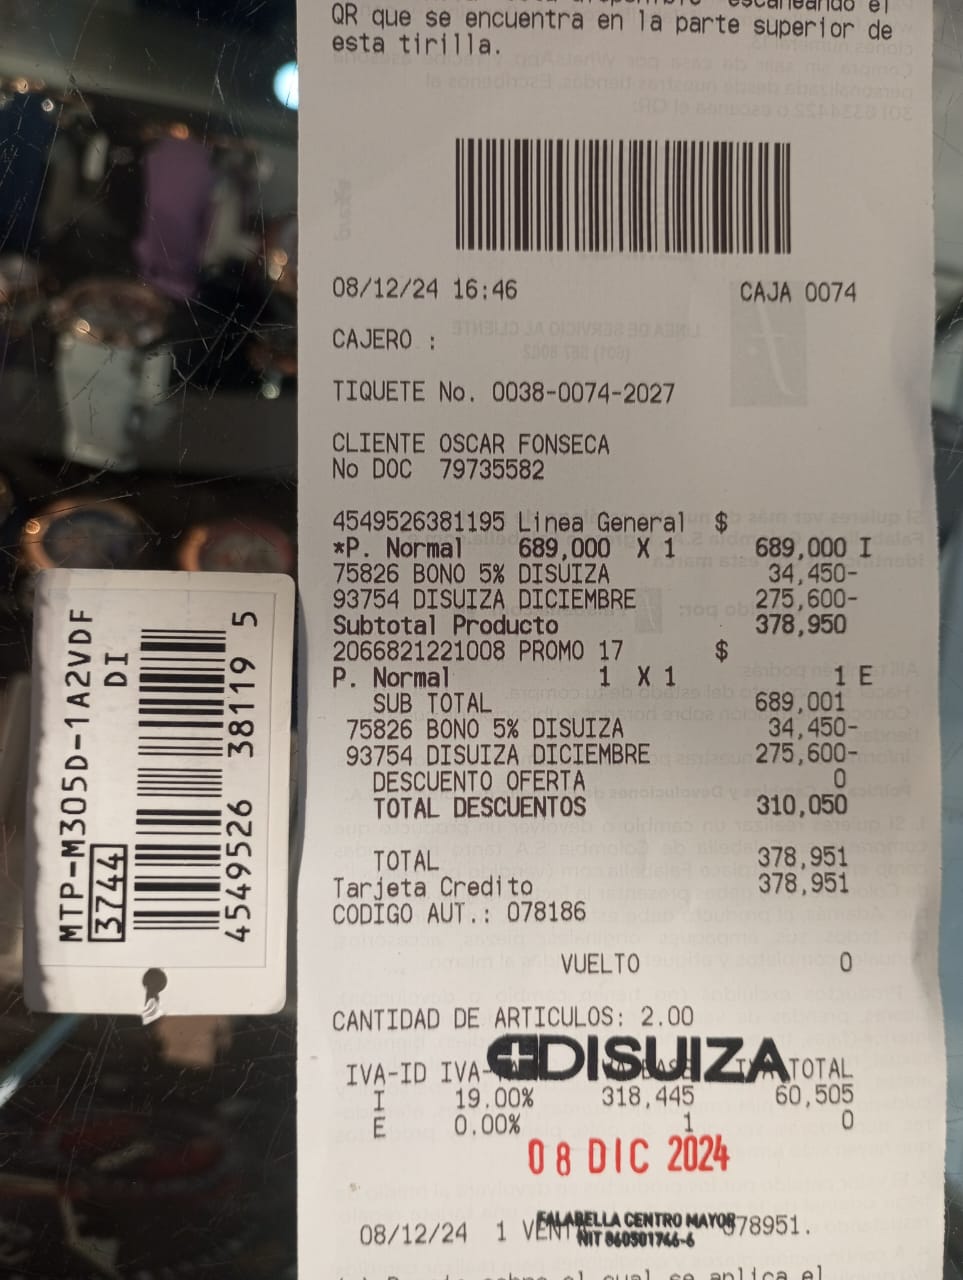 QR que se encuentra en la parte superior de
esta tirilla.
08/12/24 16:46 CAJA 0074
CAJERO :
TIQUETE No. 0038-0074-2027
CLIENTE OSCAR FONSECA
No DOC 79735582
4549526381195 Linea General $
*P. Normal 689,000 X 1 689,000 I
75826 BONO 5% DISUIZA 34,450-
93754 DISUIZA DICIEMBRE 275,600-
Subtotal Producto 378,950
2066821221008 PROMO 17 $
P. Normal 1 X 1 1 E
SUB TOTAL 689,001
75826 BONO 5% DISUIZA 34,450-
93754 DISUIZA DICIEMBRE 275,600-
DESCUENTO OFERTA 0
TOTAL DESCUENTOS 310,050
TOTAL 378,951
Tarjeta Credito 378,951
CODIGO AUT.: 078186
VUELTO 0
CANTIDAD DE ARTICULOS: 2.00
DISUIZA
IVA-ID TOTAL
I 19.00% 318,445 60,505
E 0.00% 1 0
08 DIC 2024
FALABELLA CENTRO MAYOR
NIT 860501746-6
08/12/24 1 378951.
MTP-M305D-1A2VDF
DI
3744
4549526 38119 5